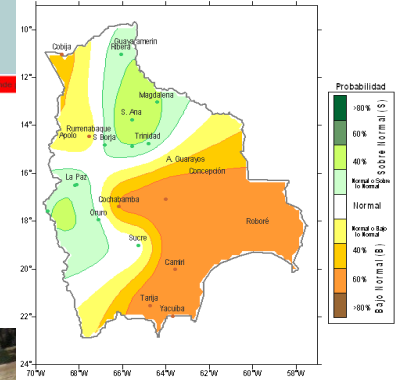 10°
12°
14°
16°
18°
20°
22°
24°
70°W
68°W
66°W
64°W
62°W
60°W
58°W
Cobija
Guayaramerin
Ribera
Magdalena
S. Ana
Rurrenabaque
Apolo
S Borja
Trinidad
A. Guarayos
Concepción
La Paz
Cochabamba
Oruro
Roboré
Sucre
Camiri
Tarija
Yacuiba
Probabilidad
>80%
60%
40%
Normal o Sobre
lo Normal
Normal
Normal o Bajo
lo Normal
40%
60%
>80%
Sobre Normal (S)
Bajo Normal (B)